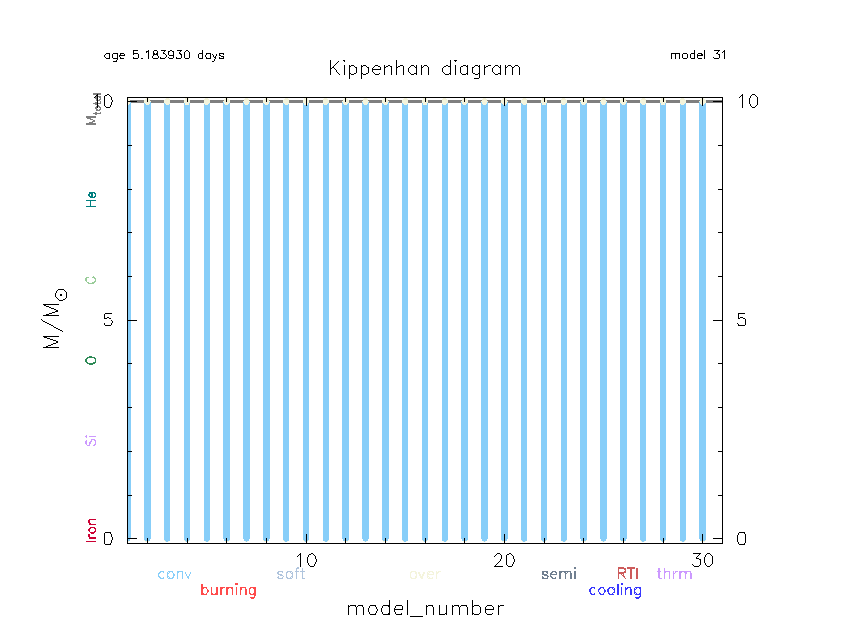 age 5.183930 days
model 31
Kippenhan diagram
M_total
He
C
O
Si
Iron
M/M☉
10
5
0
10
5
0
10
20
30
conv
soft
over
semi
RTI
thrm
burning
cooling
model_number